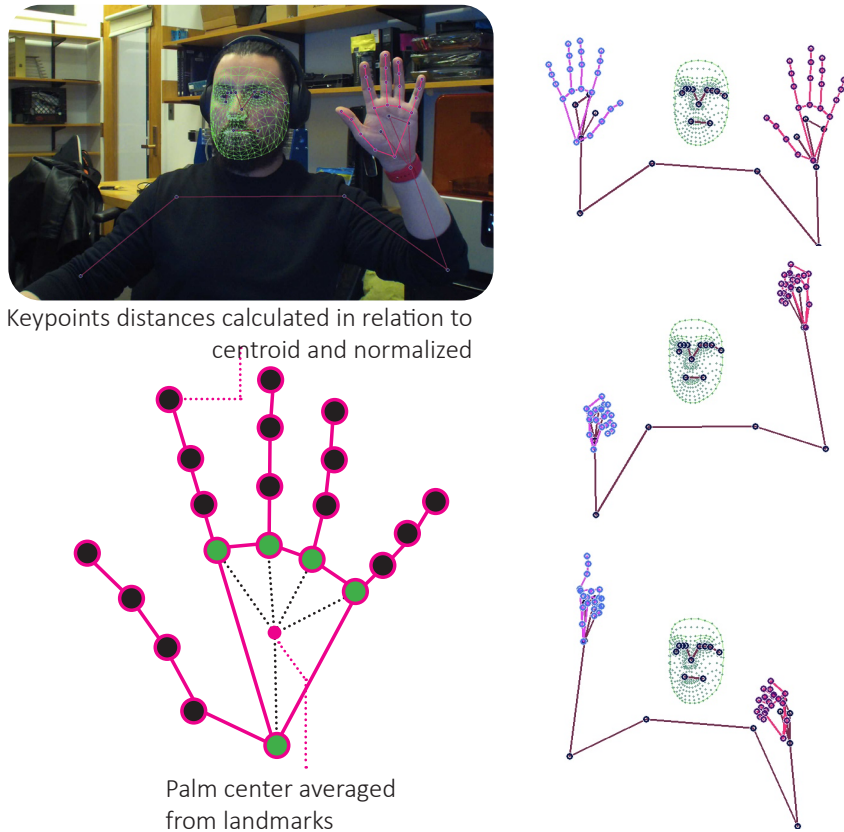 Keypoints distances calculated in relation to
centroid and normalized
Palm center averaged
from landmarks